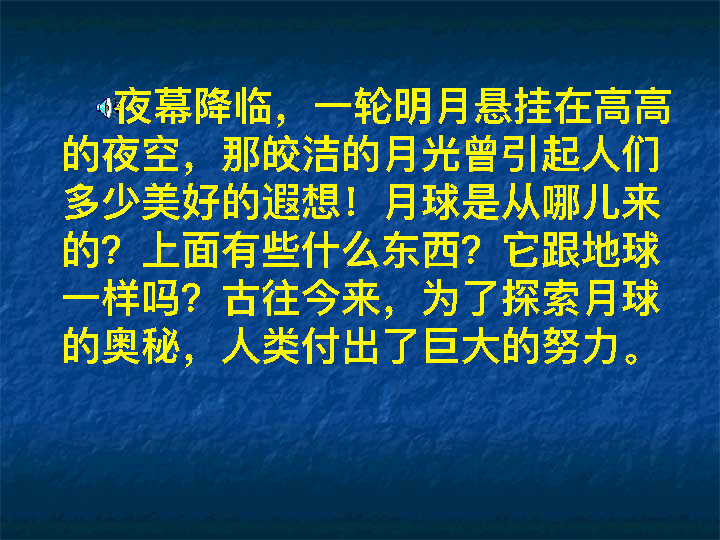 夜幕降临，一轮明月悬挂在高高
的夜空，那皎洁的月光曾引起人们
多少美好的遐想！月球是从哪儿来
的？上面有些什么东西？它跟地球
一样吗？古往今来，为了探索月球
的奥秘，人类付出了巨大的努力。